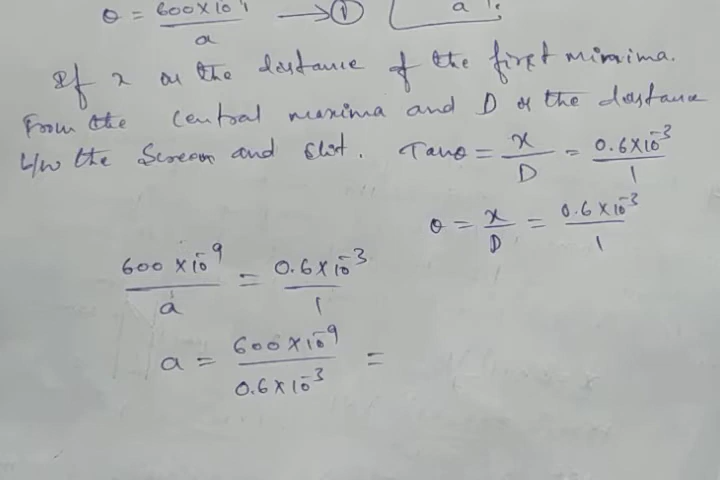 θ = 600×10 / a → ① a
If x is the distance of the first minima.
From the central maxima and D is the distance
b/w the Screen and slit. Tanθ = x/D = 0.6×10⁻³/1
θ = x/D = 0.6×10⁻³/1
600×10⁻⁹/a = 0.6×10⁻³/1
a = 600×10⁻⁹/0.6×10⁻³ =